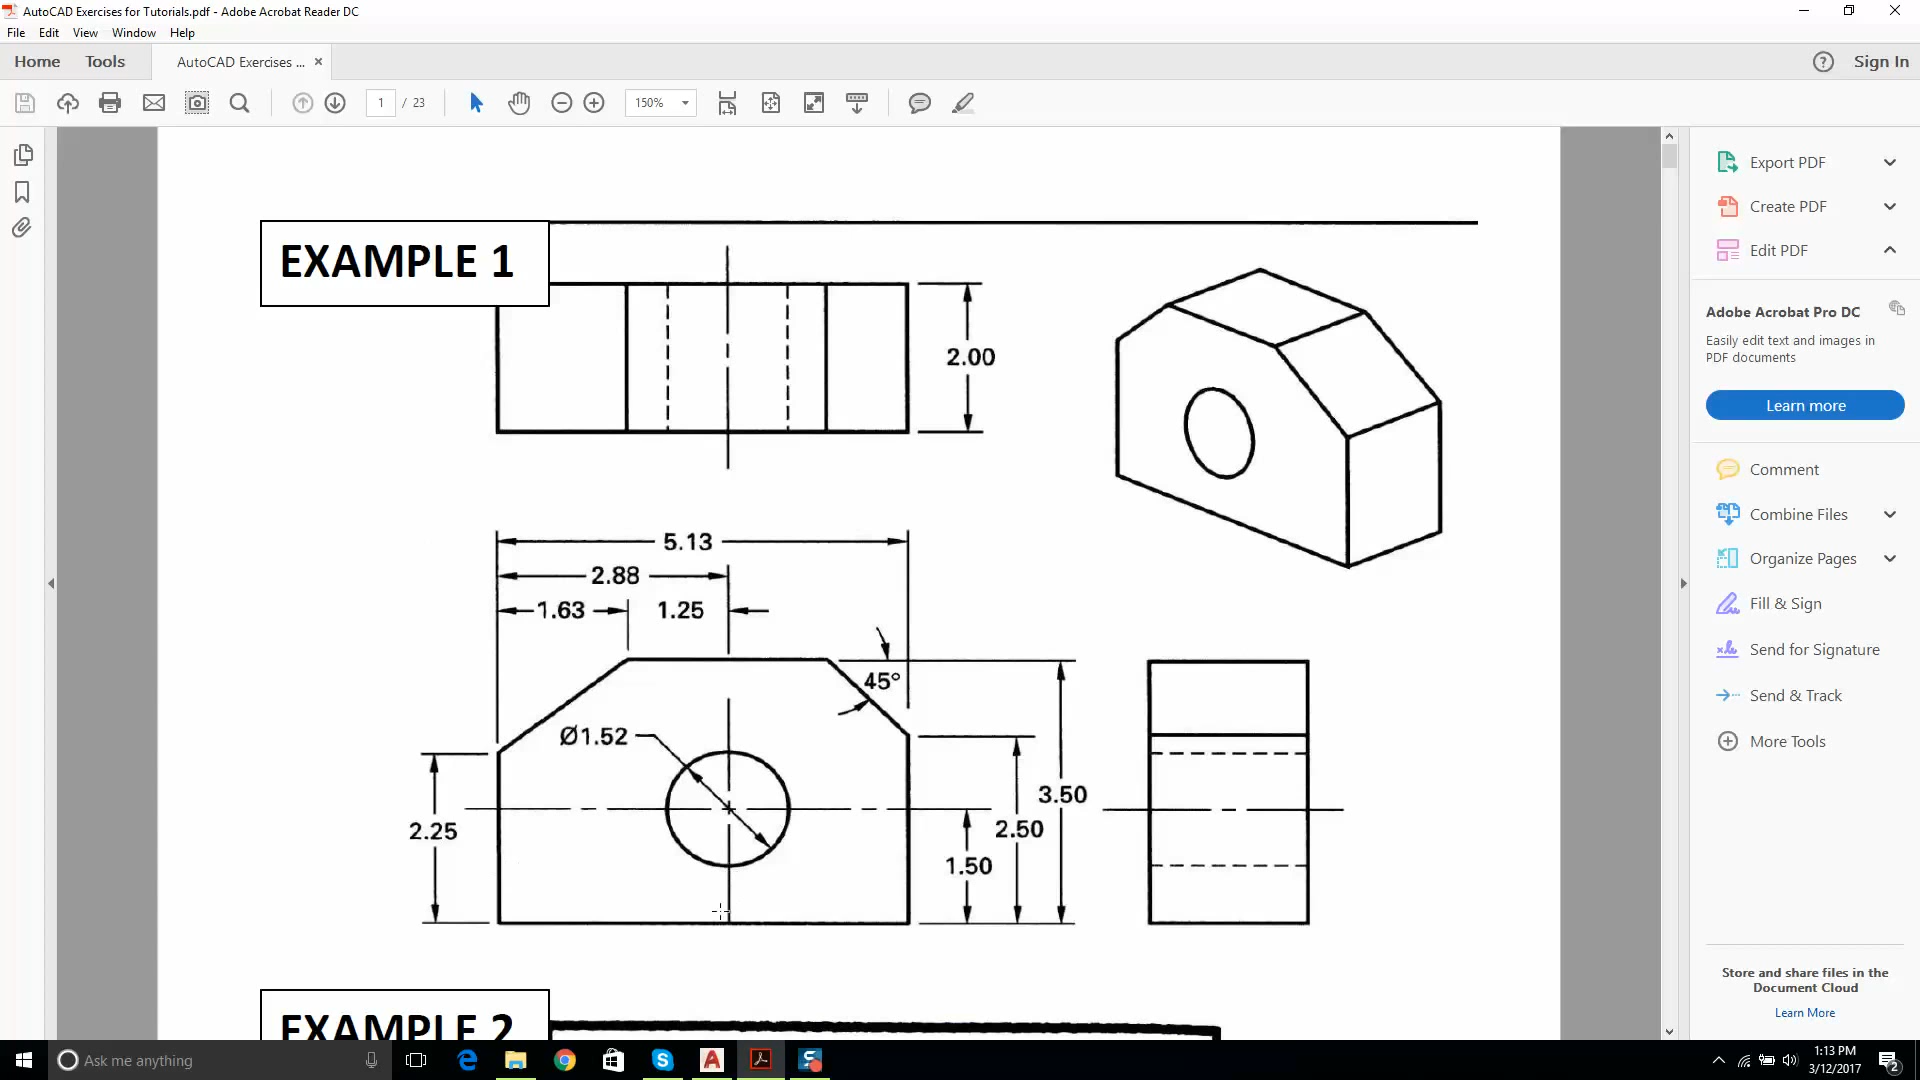 AutoCAD Exercises for Tutorials.pdf - Adobe Acrobat Reader DC
File Edit View Window Help
Home Tools AutoCAD Exercises ... × ? Sign In
1 / 23 150%
EXAMPLE 1
2.00
5.13
2.88
1.63 1.25
45°
Ø1.52
3.50
2.25
2.50
1.50
EXAMPLE 2
Export PDF
Create PDF
Edit PDF
Adobe Acrobat Pro DC
Easily edit text and images in
PDF documents
Learn more
Comment
Combine Files
Organize Pages
Fill & Sign
Send for Signature
Send & Track
More Tools
Store and share files in the
Document Cloud
Learn More
Ask me anything
1:13 PM
3/12/2017
2